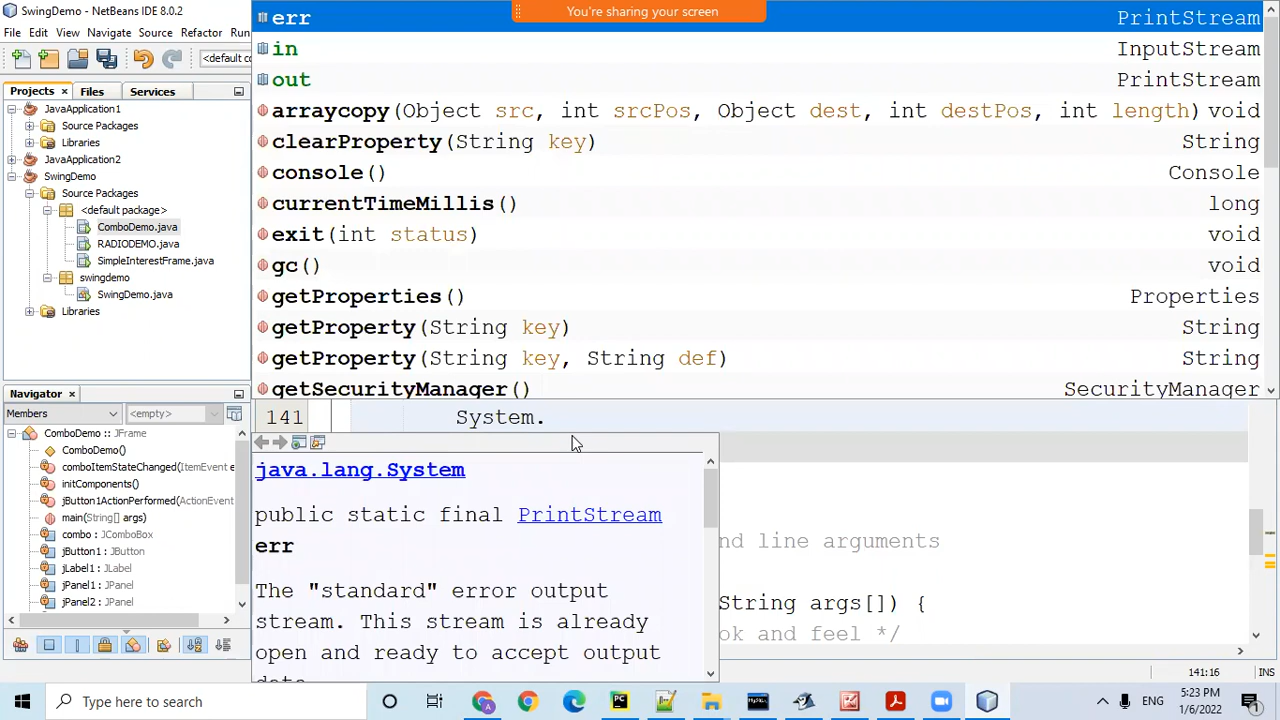 SwingDemo - NetBeans IDE 8.0.2
You're sharing your screen
File Edit View Navigate Source Refactor Run
<default co
Projects Files Services
JavaApplication1
Source Packages
Libraries
JavaApplication2
SwingDemo
Source Packages
<default package>
ComboDemo.java
RADIODEMO.java
SimpleInterestFrame.java
swingdemo
SwingDemo.java
Libraries
err PrintStream
in InputStream
out PrintStream
arraycopy(Object src, int srcPos, Object dest, int destPos, int length) void
clearProperty(String key) String
console() Console
currentTimeMillis() long
exit(int status) void
gc() void
getProperties() Properties
getProperty(String key) String
getProperty(String key, String def) String
getSecurityManager() SecurityManager
141 System.
Navigator
Members <empty>
ComboDemo :: JFrame
ComboDemo()
comboItemStateChanged(ItemEvent e
initComponents()
jButton1ActionPerformed(ActionEvent
main(String[] args)
combo : JComboBox
jButton1 : JButton
jLabel1 : JLabel
jPanel1 : JPanel
jPanel2 : JPanel
java.lang.System
public static final PrintStream
err
The "standard" error output
stream. This stream is already
open and ready to accept output
data.
nd line arguments
String args[]) {
ok and feel */
141:16 INS
Type here to search
ENG
5:23 PM
1/6/2022
1